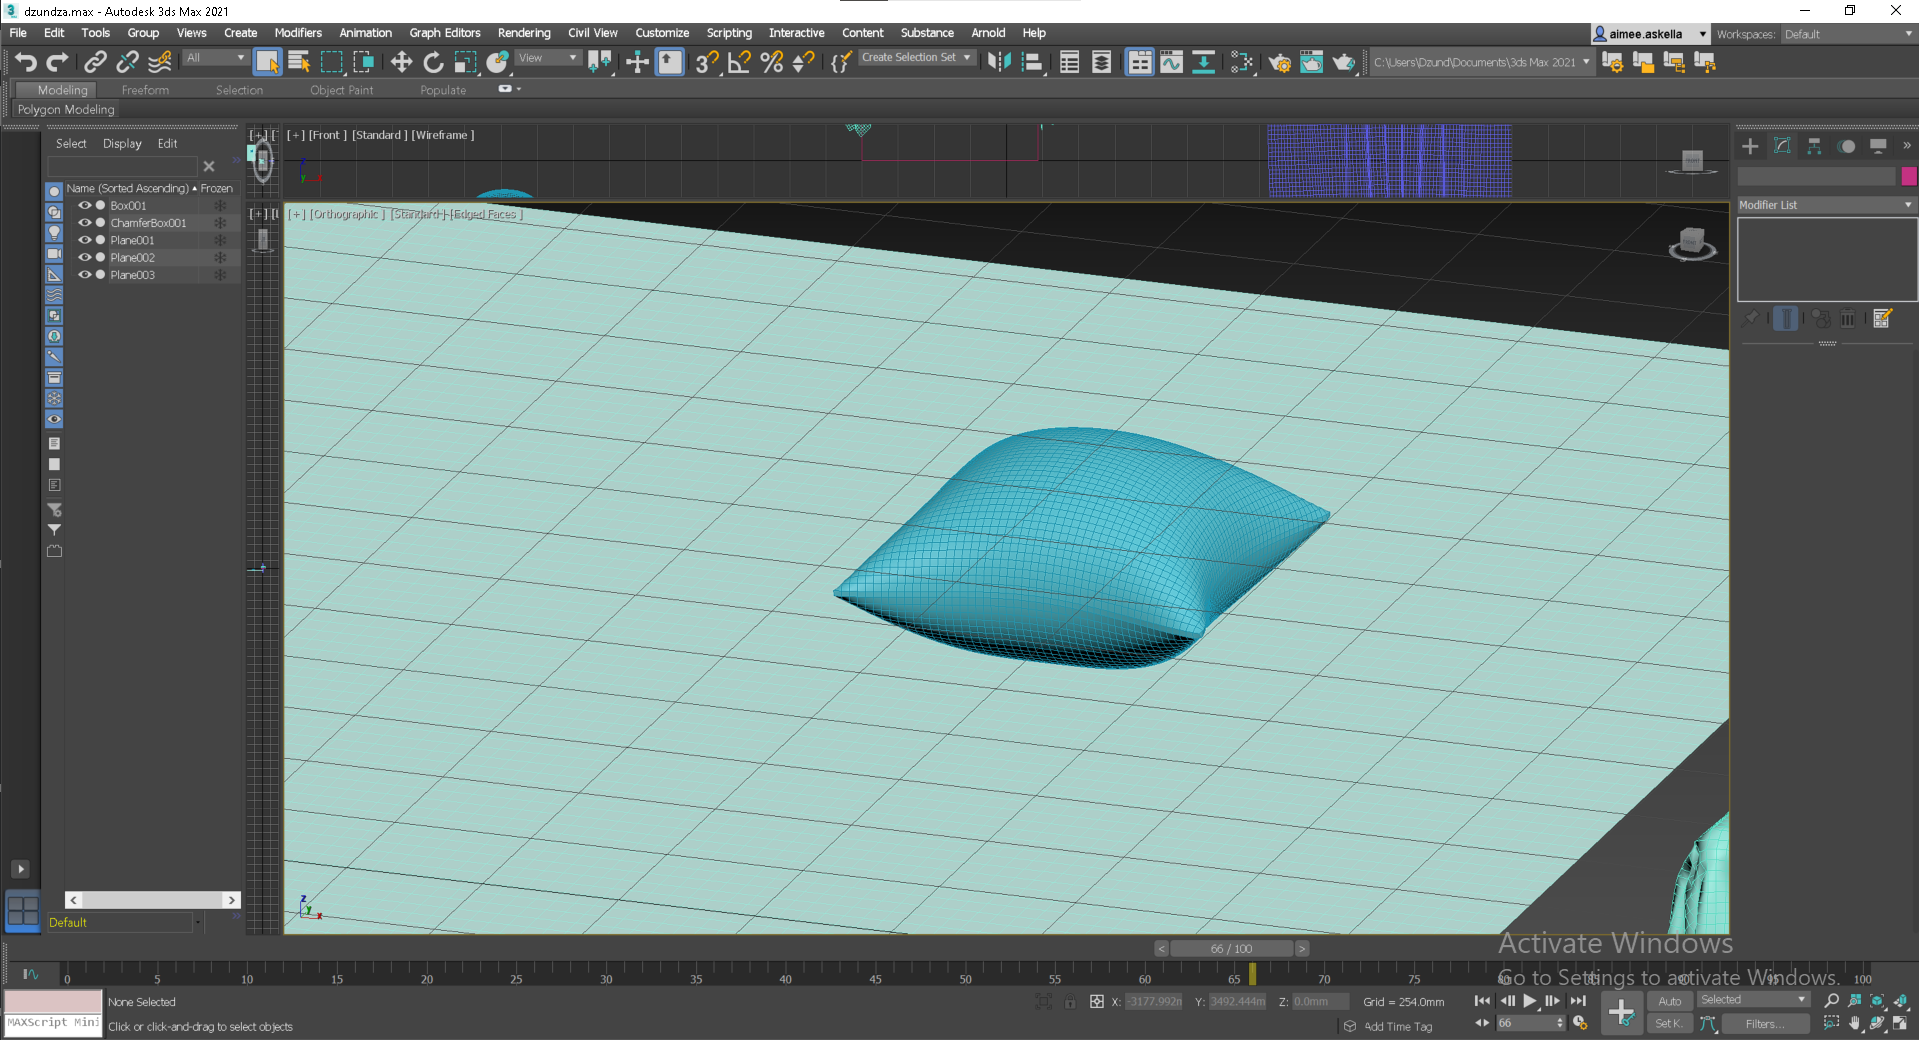 dzundza.max - Autodesk 3ds Max 2021
File Edit Tools Group Views Create Modifiers Animation Graph Editors Rendering Civil View Customize Scripting Interactive Content Substance Arnold Help
aimee.askella Workspaces: Default
All View Create Selection Set C:\Users\Dzund\Documents\3ds Max 2021
Modeling Freeform Selection Object Paint Populate
Polygon Modeling
Select Display Edit
[+] [Front ] [Standard ] [Wireframe ]
Name (Sorted Ascending) Frozen
Box001
ChamferBox001
Plane001
Plane002
Plane003
[+] [Orthographic ] [Standard ] [Edged Faces ]
Modifier List
Default
66 / 100
0 5 10 15 20 25 30 35 40 45 50 55 60 65 70 75 80 85 90 95 100
Activate Windows
Go to Settings to activate Windows.
None Selected
X: -3177.992m Y: 3492.444m Z: 0.0mm Grid = 254.0mm
Auto Selected
MAXScript Mini
Click or click-and-drag to select objects
Add Time Tag
66
Set K. Filters...